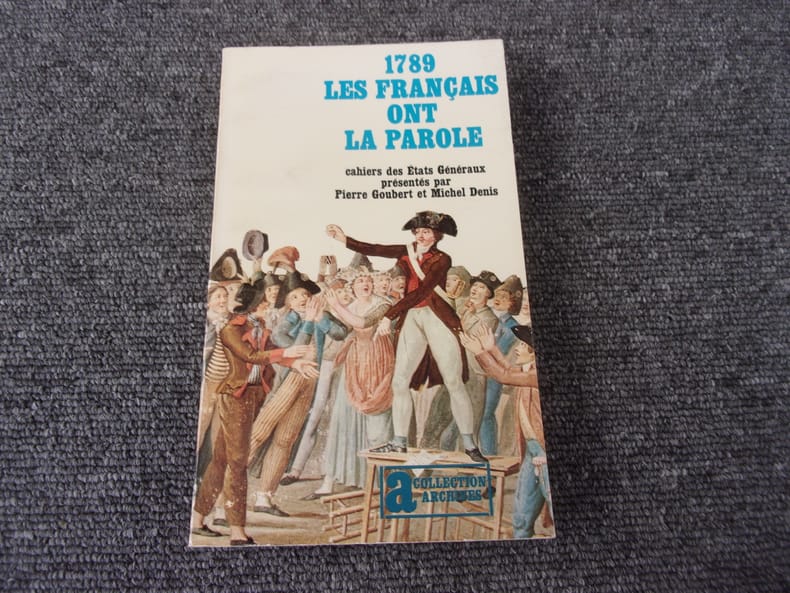 1789
LES FRANÇAIS
ONT
LA PAROLE
cahiers des États Généraux
présentés par
Pierre Goubert et Michel Denis
a
COLLECTION
ARCHIVES